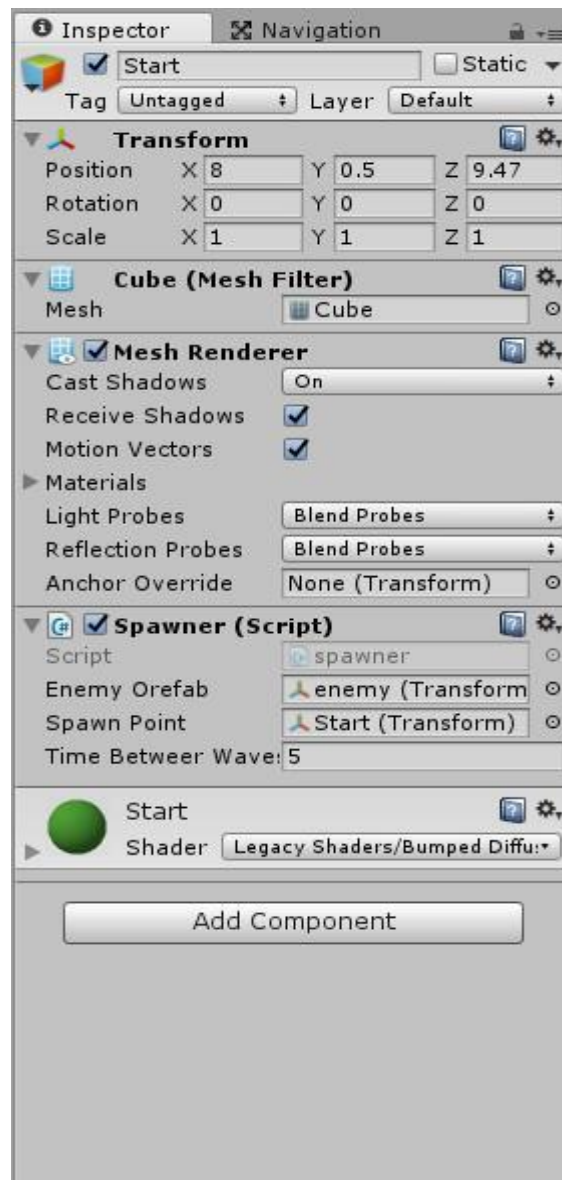 Inspector Navigation
Start Static
Tag Untagged Layer Default
Transform
Position X 8 Y 0.5 Z 9.47
Rotation X 0 Y 0 Z 0
Scale X 1 Y 1 Z 1
Cube (Mesh Filter)
Mesh Cube
Mesh Renderer
Cast Shadows On
Receive Shadows
Motion Vectors
Materials
Light Probes Blend Probes
Reflection Probes Blend Probes
Anchor Override None (Transform)
C# Spawner (Script)
Script spawner
Enemy Orefab enemy (Transform
Spawn Point Start (Transform)
Time Betweer Wave: 5
Start
Shader Legacy Shaders/Bumped Diffu:
Add Component